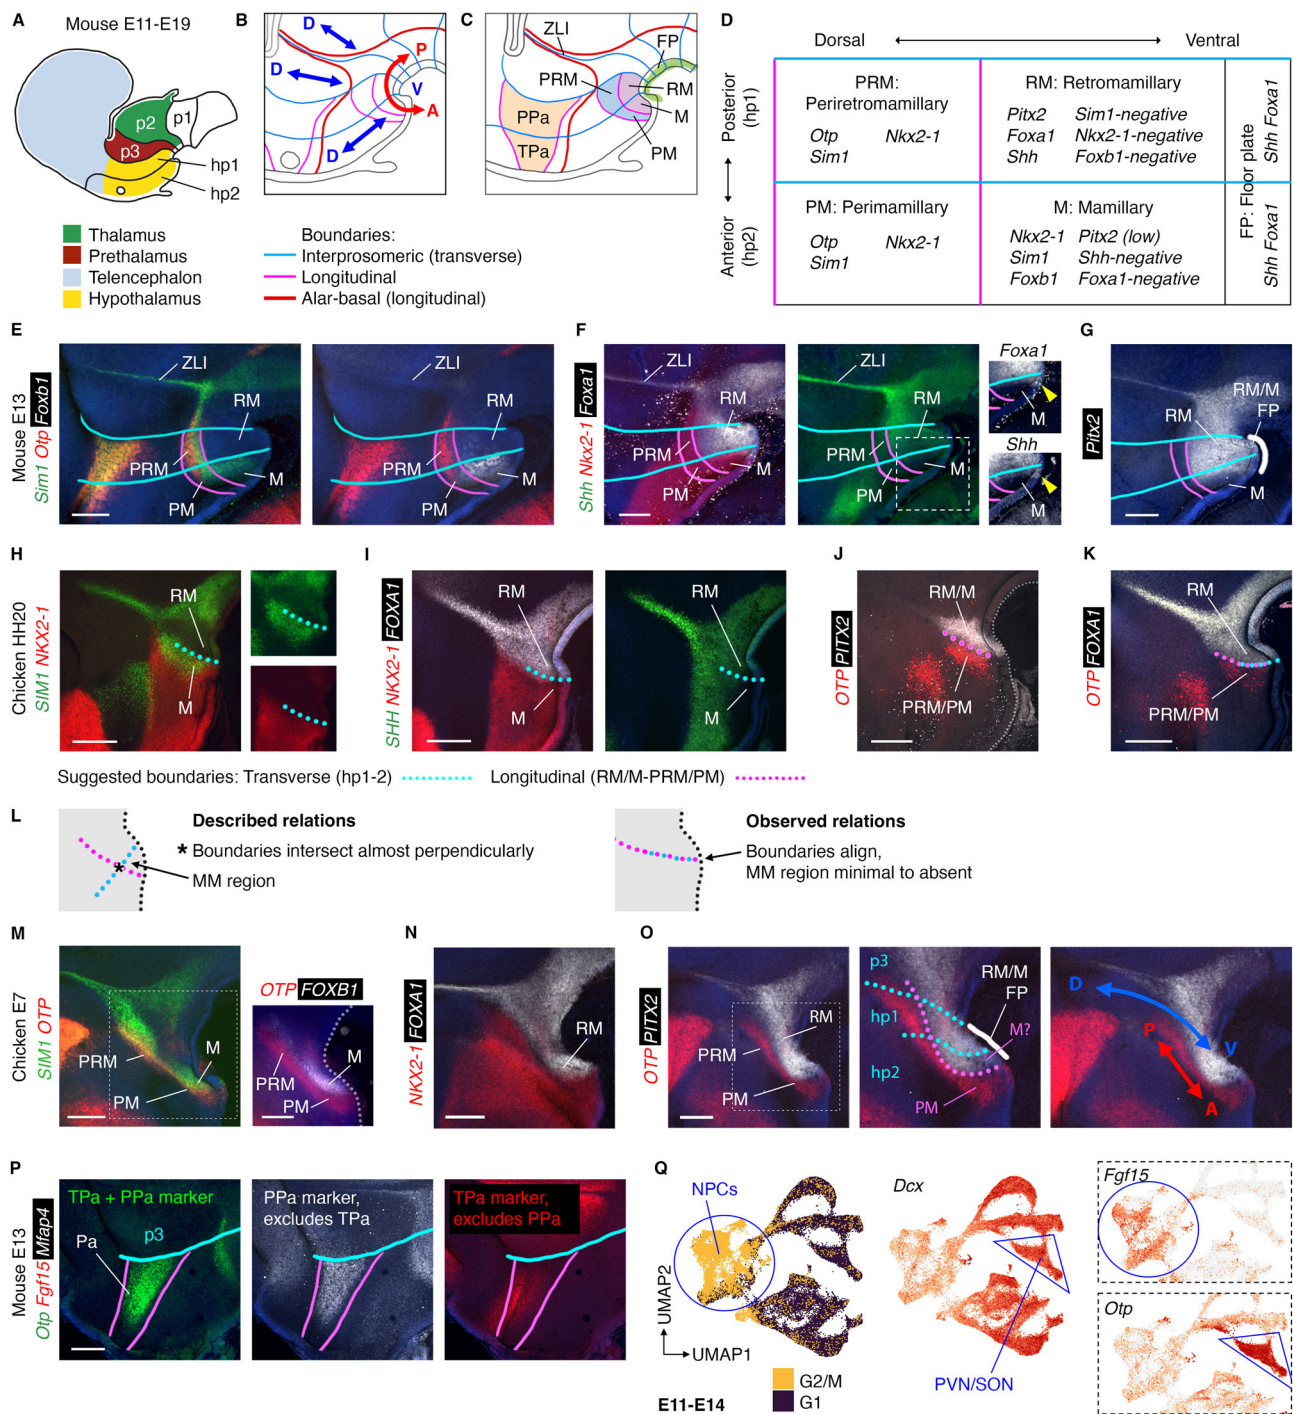 A
Mouse E11-E19
p2
p1
p3
hp1
hp2
B
D
P
D
V
A
D
C
ZLI
FP
PRM
RM
PPa
M
TPa
PM
Thalamus
Prethalamus
Telencephalon
Hypothalamus
Boundaries:
Interprosomeric (transverse)
Longitudinal
Alar-basal (longitudinal)
D
Dorsal
Ventral
Posterior
(hp1)
Anterior
(hp2)
PRM:
Periretromamillary
Otp Nkx2-1
Sim1
RM: Retromamillary
Pitx2 Sim1-negative
Foxa1 Nkx2-1-negative
Shh Foxb1-negative
PM: Perimamillary
Otp Nkx2-1
Sim1
M: Mamillary
Nkx2-1 Pitx2 (low)
Sim1 Shh-negative
Foxb1 Foxa1-negative
FP: Floor plate
Shh Foxa1
Shh Foxa1
E
Mouse E13
Sim1 Otp Foxb1
ZLI
RM
PRM
M
PM
ZLI
RM
PRM
M
PM
F
Shh Nkx2-1 Foxa1
ZLI
RM
PRM
M
PM
ZLI
RM
PRM
M
PM
Foxa1
M
Shh
M
G
Pitx2
RM/M
FP
RM
M
H
Chicken HH20
SIM1 NKX2-1
RM
M
I
SHH NKX2-1 FOXA1
RM
M
RM
M
J
OTP PITX2
RM/M
PRM/PM
K
OTP FOXA1
RM
PRM/PM
Suggested boundaries: Transverse (hp1-2)
Longitudinal (RM/M-PRM/PM)
L
Described relations
* Boundaries intersect almost perpendicularly
MM region
*
Observed relations
Boundaries align,
MM region minimal to absent
M
Chicken E7
SIM1 OTP
PRM
M
PM
OTP FOXB1
M
PRM
PM
N
NKX2-1 FOXA1
RM
O
OTP PITX2
RM
PRM
PM
p3
RM/M
FP
hp1
M?
hp2
PM
D
P
V
A
P
Mouse E13
Otp Fgf15 Mfap4
TPa + PPa marker
p3
Pa
PPa marker,
excludes TPa
TPa marker,
excludes PPa
Q
NPCs
UMAP2
UMAP1
E11-E14
G2/M
G1
Dcx
PVN/SON
Fgf15
Otp